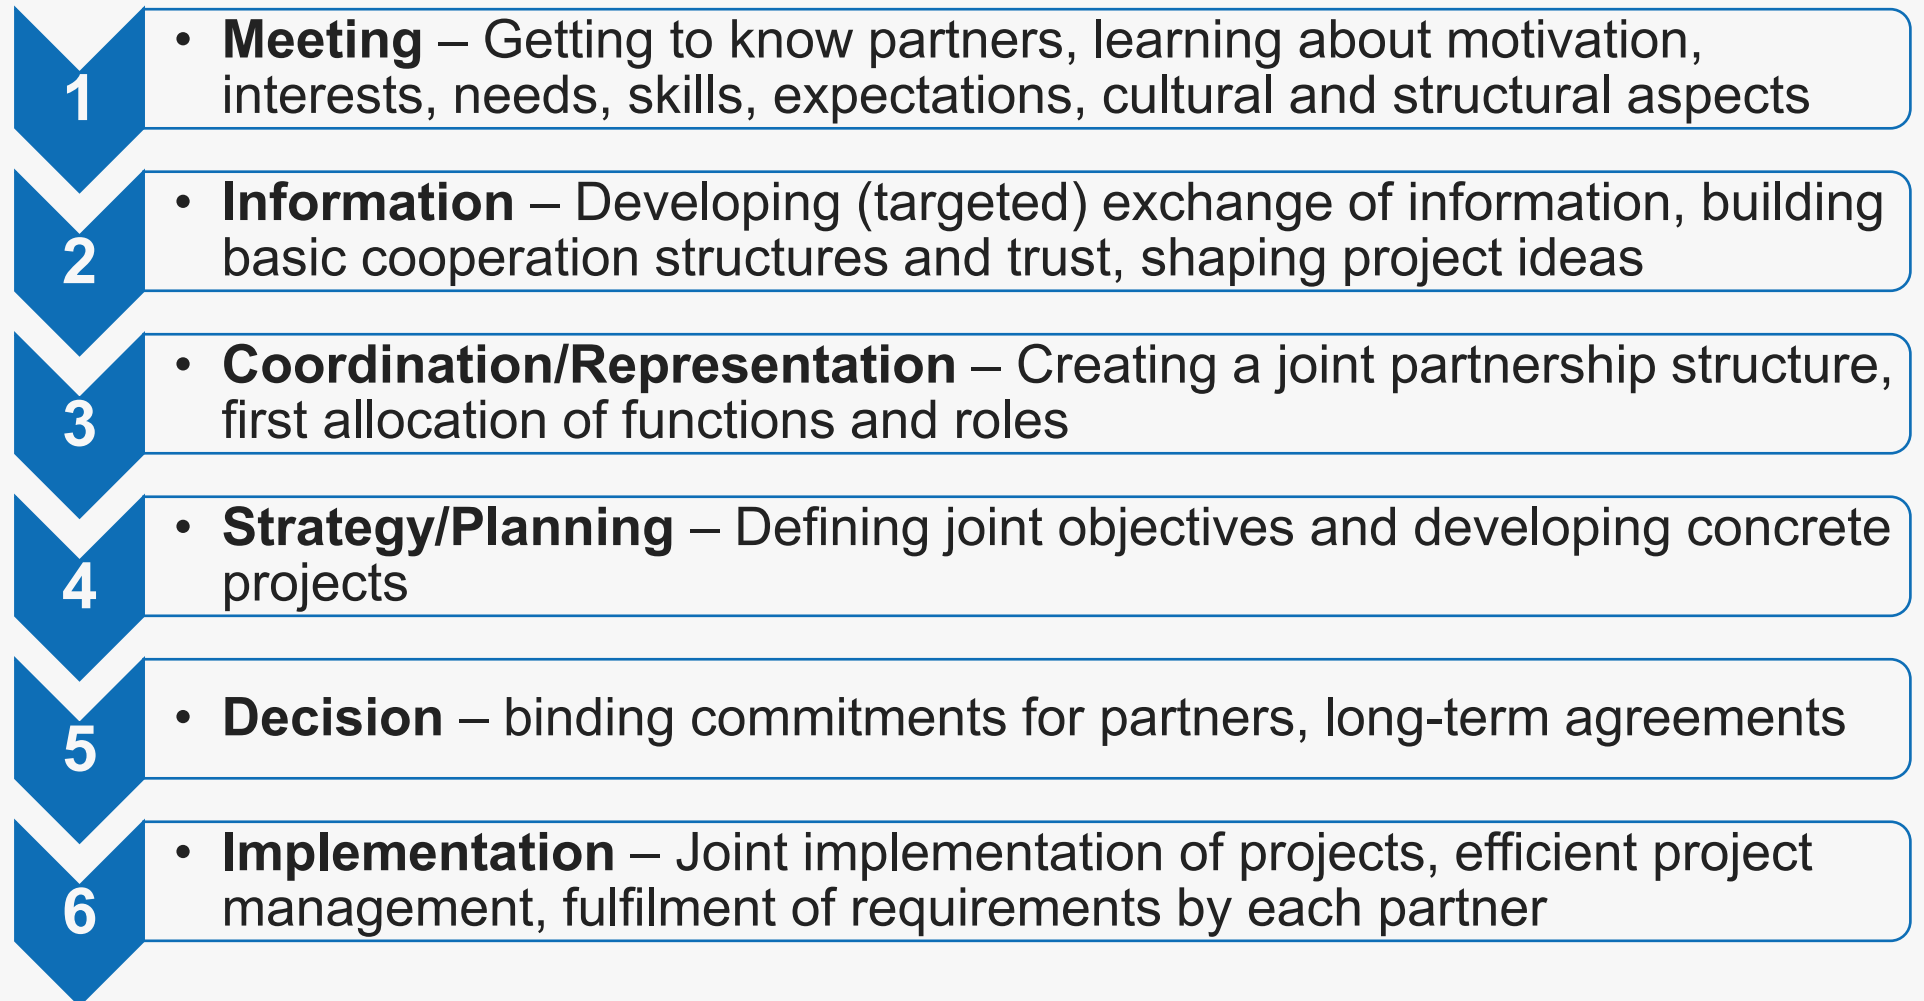 1
• Meeting – Getting to know partners, learning about motivation,
interests, needs, skills, expectations, cultural and structural aspects
2
• Information – Developing (targeted) exchange of information, building
basic cooperation structures and trust, shaping project ideas
3
• Coordination/Representation – Creating a joint partnership structure,
first allocation of functions and roles
4
• Strategy/Planning – Defining joint objectives and developing concrete
projects
5
• Decision – binding commitments for partners, long-term agreements
6
• Implementation – Joint implementation of projects, efficient project
management, fulfilment of requirements by each partner